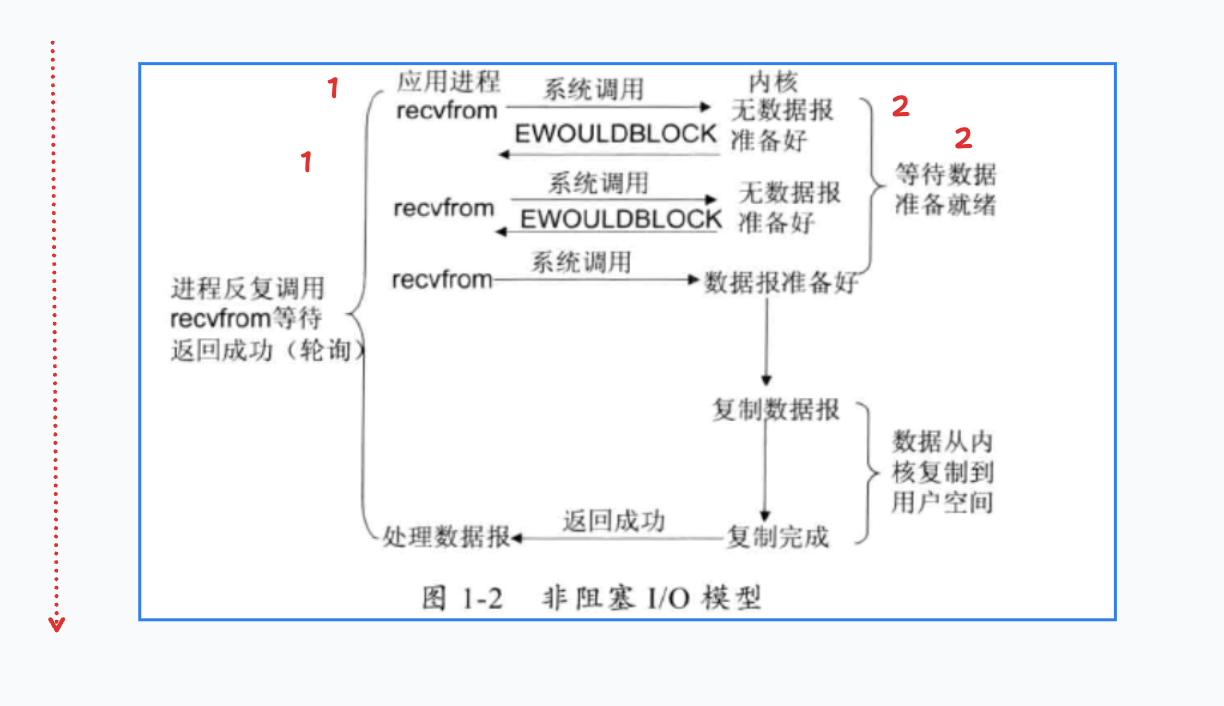 1
应用进程
系统调用
内核
recvfrom
无数据报
2
EWOULDBLOCK
准备好
2
1
系统调用
无数据报
等待数据
recvfrom
EWOULDBLOCK
准备好
准备就绪
系统调用
recvfrom
数据报准备好
进程反复调用
recvfrom等待
返回成功（轮询）
复制数据报
数据从内
核复制到
用户空间
返回成功
处理数据报
复制完成
图 1-2 非阻塞 I/O 模型